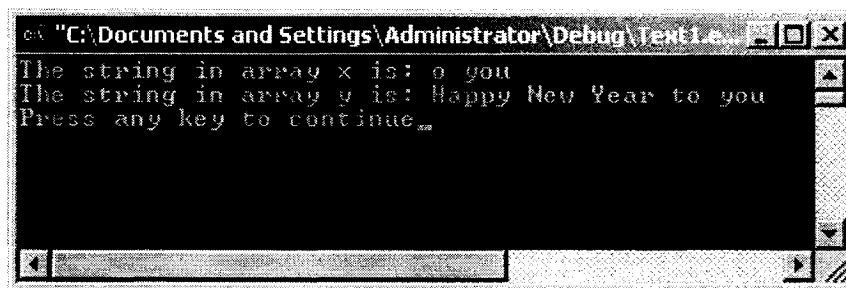 "C:\Documents and Settings\Administrator\Debug\Text1.e...
The string in array x is: o you
The string in array y is: Happy New Year to you
Press any key to continue_